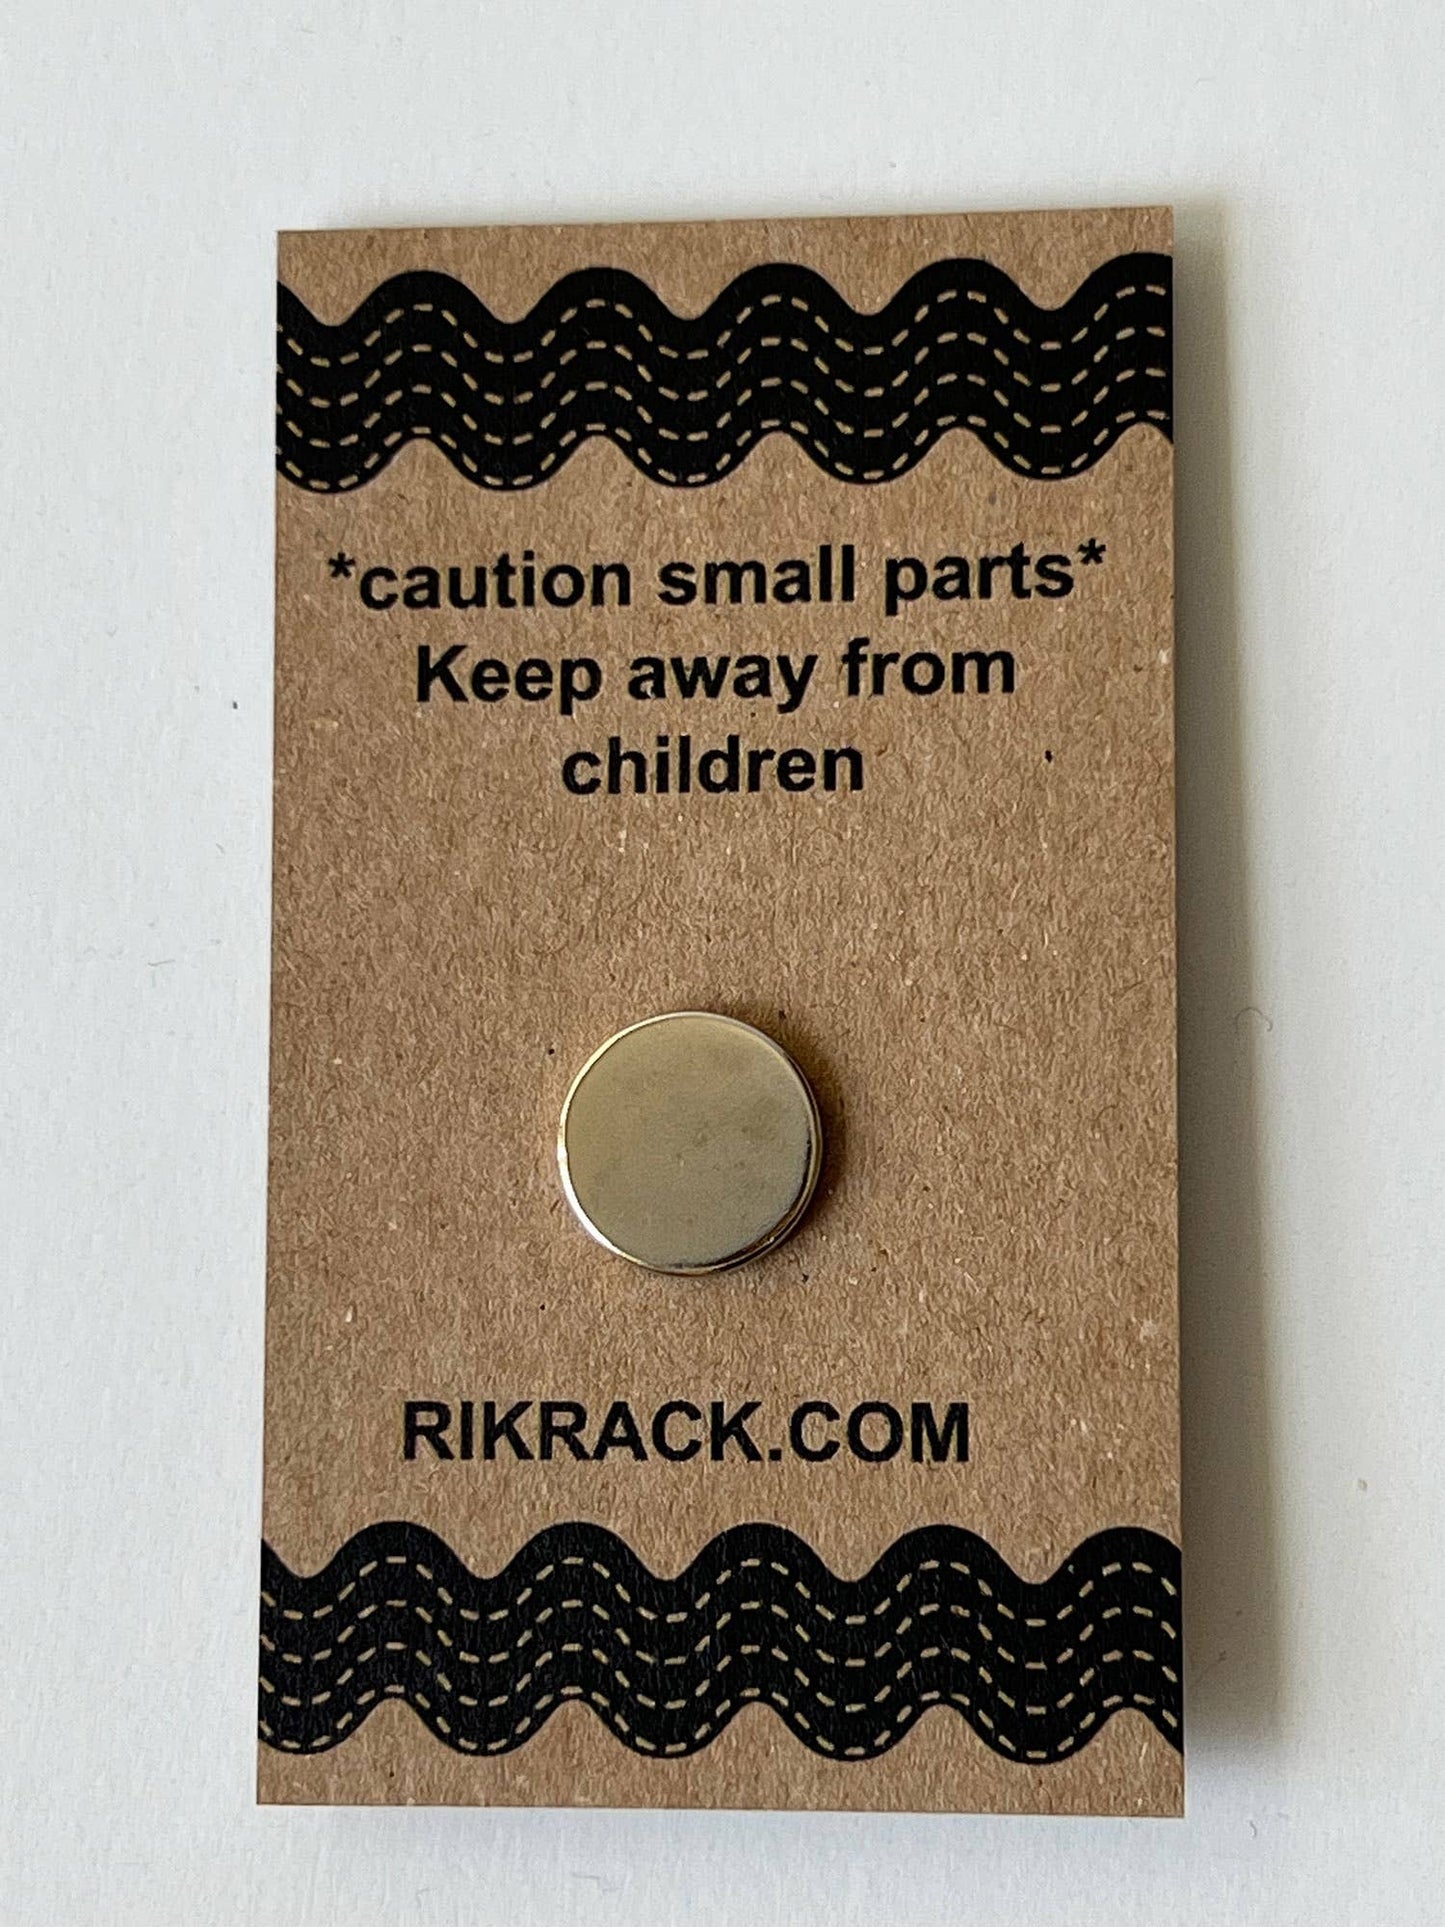 *caution small parts*
Keep away from
children
RIKRACK.COM